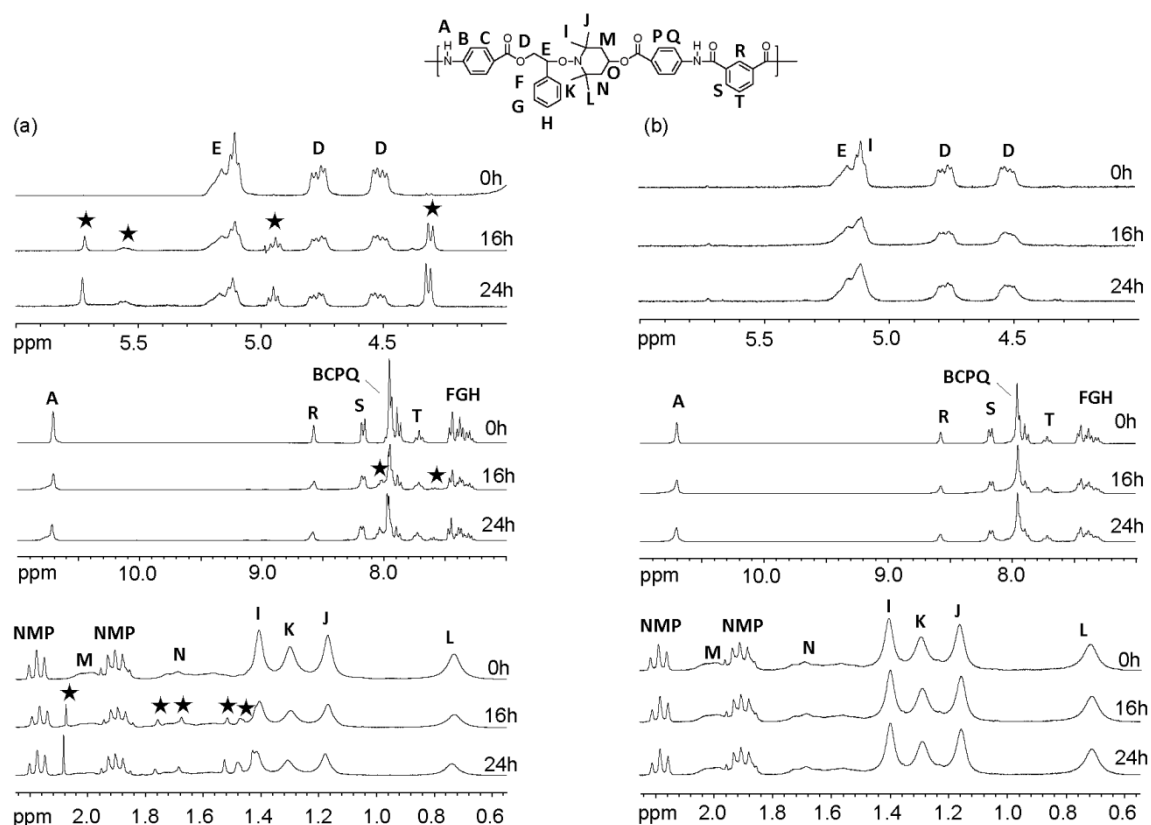 A
H
N
B C
O
D
O
E
F
G
H
O
N
I
J
K
L
M
N
O
O
O
P Q
H
N
O
R
S
T
O
(a)
E D D
0h
16h
24h
ppm 5.5 5.0 4.5
A R S BCPQ T FGH
0h
16h
24h
ppm 10.0 9.0 8.0
NMP M NMP N I K J L
0h
16h
24h
ppm 2.0 1.8 1.6 1.4 1.2 1.0 0.8 0.6
(b)
E I D D
0h
16h
24h
ppm 5.5 5.0 4.5
A R S BCPQ T FGH
0h
16h
24h
ppm 10.0 9.0 8.0
NMP M NMP N I K J L
0h
16h
24h
ppm 2.0 1.8 1.6 1.4 1.2 1.0 0.8 0.6